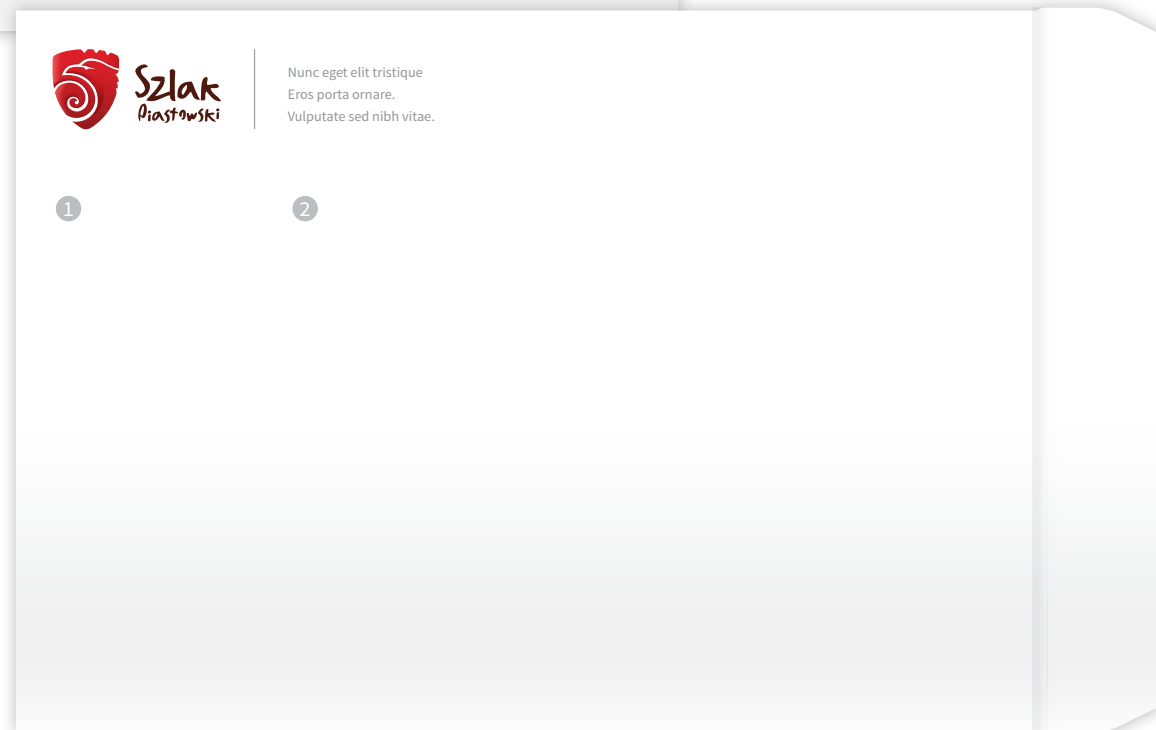 Szlak
Piastowski
Nunc eget elit tristique
Eros porta ornare.
Vulputate sed nibh vitae.
1
2